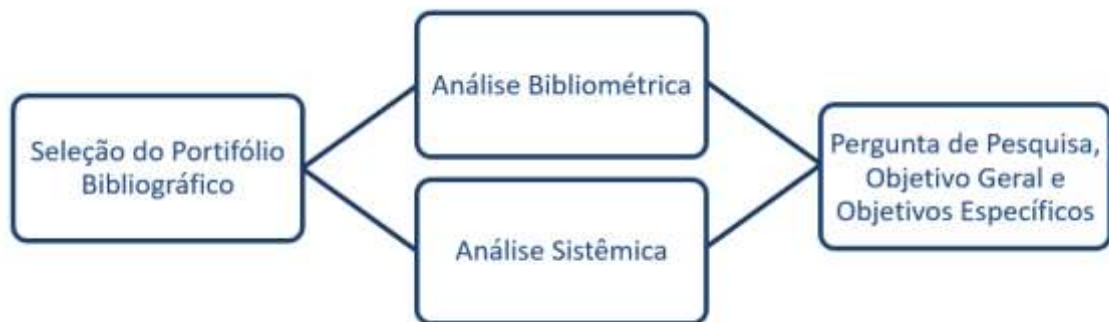 Seleção do Portifólio
Bibliográfico
Análise Bibliométrica
Análise Sistêmica
Pergunta de Pesquisa,
Objetivo Geral e
Objetivos Específicos